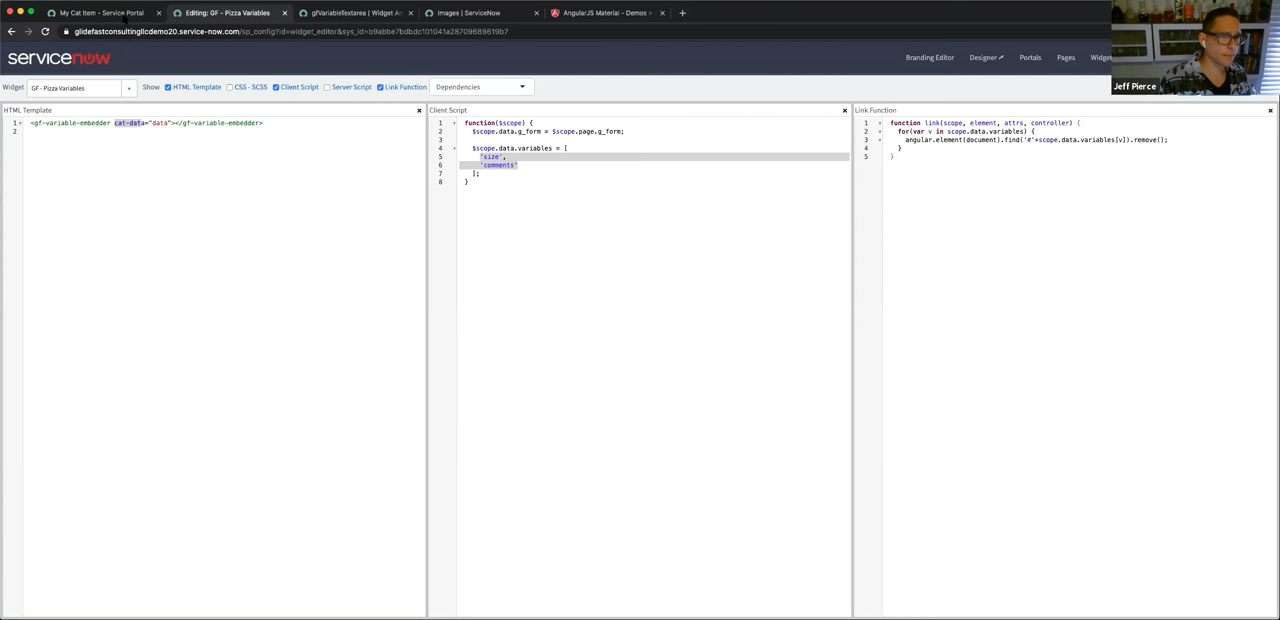 My Cat Item - Service Portal
Editing: GF - Pizza Variables
gfVariableTextarea | Widget A
Images | ServiceNow
AngularJS Material - Demos >
glidefastconsultingllcdemo20.service-now.com/sp_config?id=widget_editor&sys_id=b9abbe7bdbdc101041a28709689619b7
servicenow
Branding Editor
Designer
Portals
Pages
Widget
Jeff Pierce
Widget
GF - Pizza Variables
Show
HTML Template
CSS - SCSS
Client Script
Server Script
Link Function
Dependencies
HTML Template
1 <gf-variable-embedder cat-data="data"></gf-variable-embedder>
2
Client Script
1 function($scope) {
2 $scope.data.g_form = $scope.page.g_form;
3
4 $scope.data.variables = [
5 'size',
6 'comments'
7 ];
8 }
Link Function
1 function link(scope, element, attrs, controller) {
2 for(var v in scope.data.variables) {
3 angular.element(document).find('#'+scope.data.variables[v]).remove();
4 }
5 }